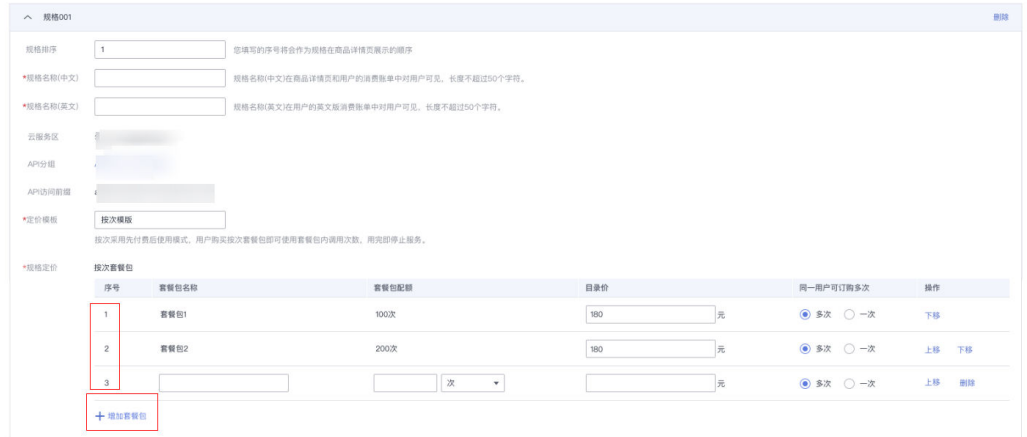 规格001 删除
规格排序 1 您填写的序号将会作为规格在商品详情页展示的顺序
*规格名称(中文) 规格名称(中文)在商品详情页和用户的消费账单中对用户可见，长度不超过50个字符。
*规格名称(英文) 规格名称(英文)在用户的英文版消费账单中对用户可见，长度不超过50个字符。
云服务区
API分组
API访问前缀
*定价模板 按次模版
按次采用先付费后使用模式，用户购买按次套餐包即可使用套餐包内调用次数，用完即停止服务。
*规格定价 按次套餐包
序号 套餐包名称 套餐包配额 目录价 同一用户可订购多次 操作
1 套餐包1 100次 180 元 多次 一次 下移
2 套餐包2 200次 180 元 多次 一次 上移 下移
3 次 元 多次 一次 上移 删除
+ 增加套餐包